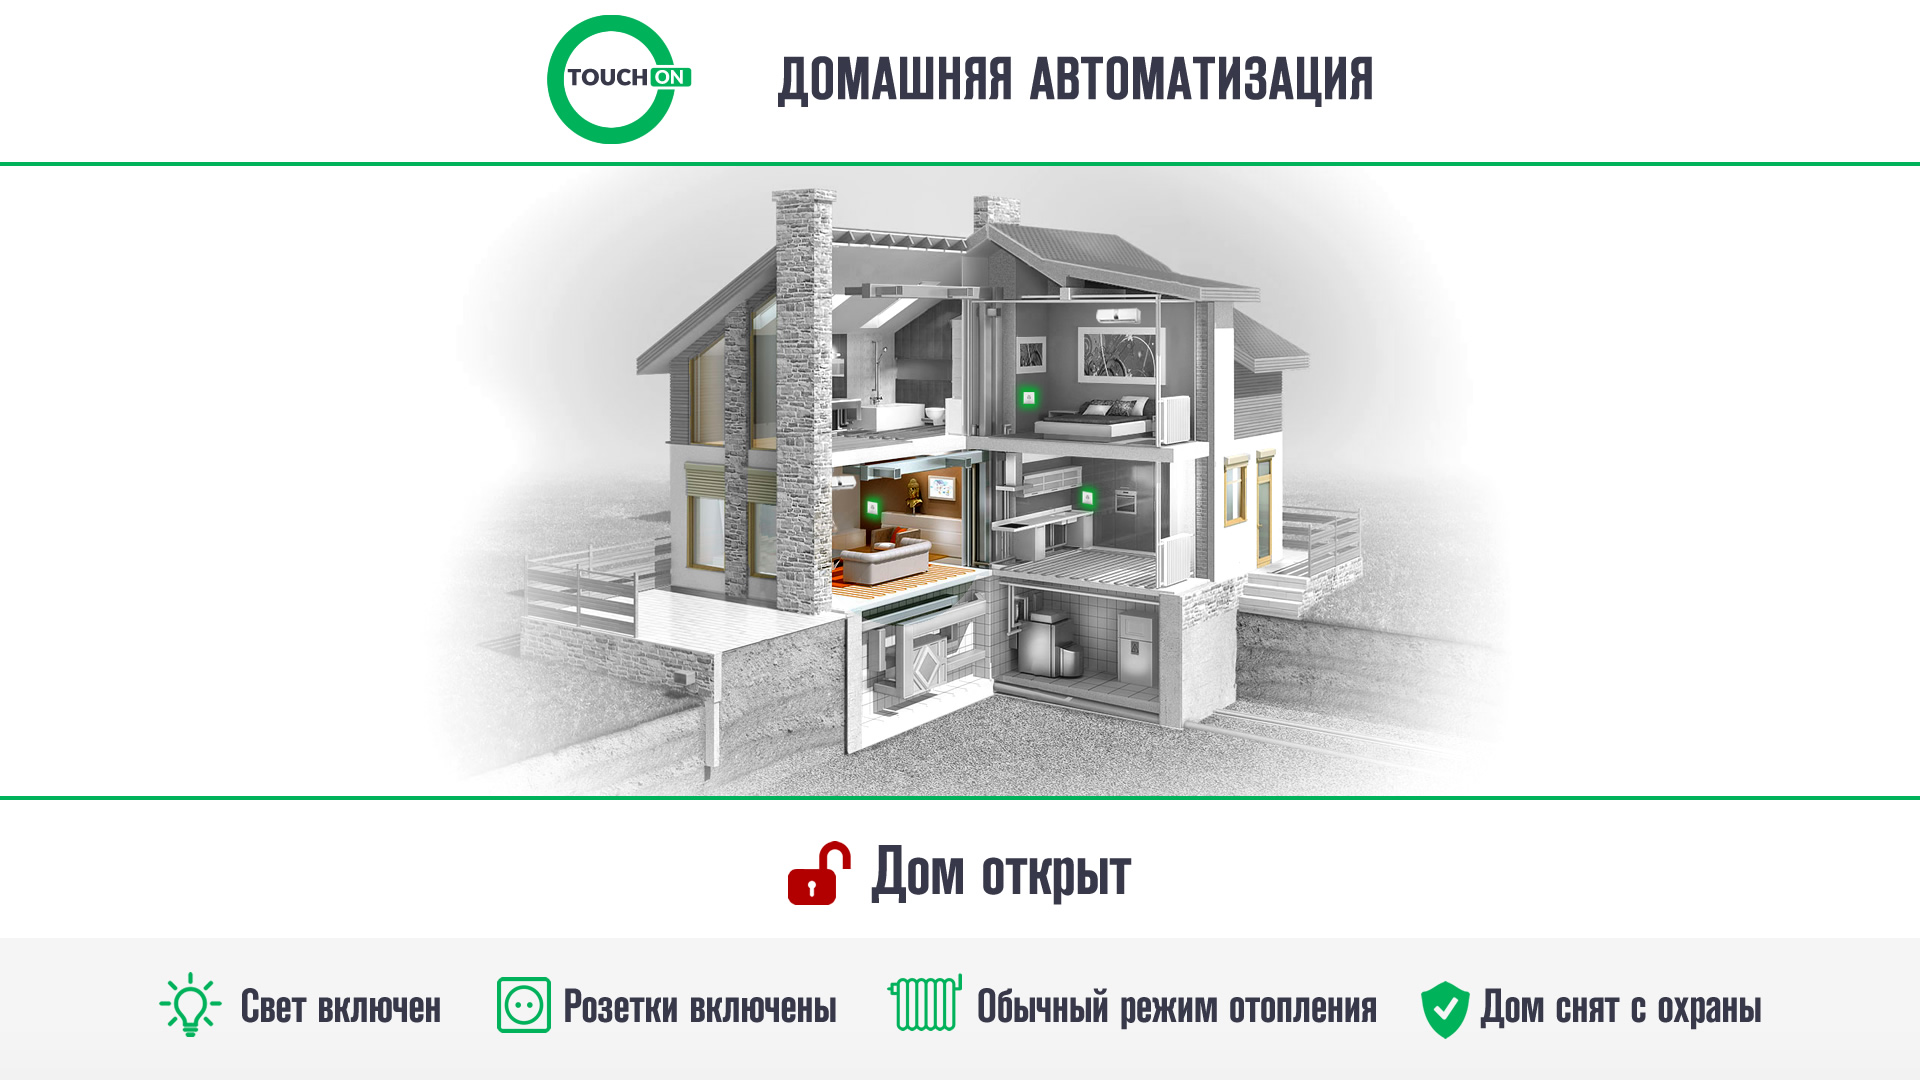 TOUCH ON
ДОМАШНЯЯ АВТОМАТИЗАЦИЯ
Дом открыт
Свет включен
Розетки включены
Обычный режим отопления
Дом снят с охраны